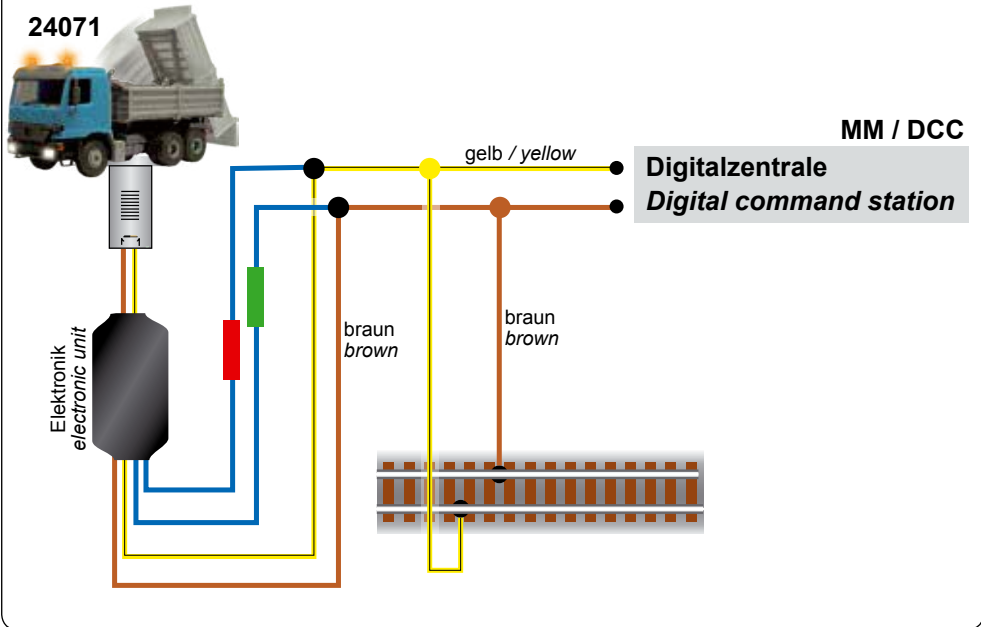 24071
MM / DCC
gelb / yellow
Digitalzentrale
Digital command station
braun
brown
braun
brown
Elektronik
electronic unit